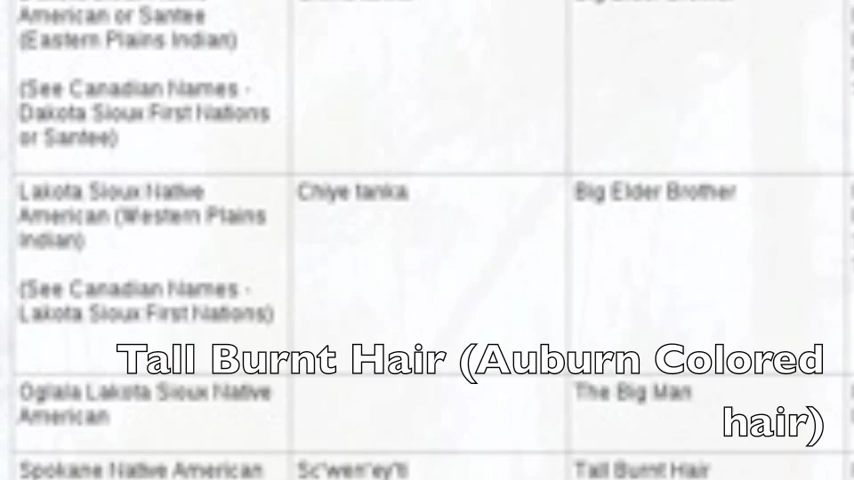 American or Santee
(Eastern Plains Indian)
(See Canadian Names -
Dakota Sioux First Nations
or Santee)
Lakota Sioux Native
American (Western Plains
Indian)
Chiye tanka
Big Elder Brother
(See Canadian Names -
Lakota Sioux First Nations)
Tall Burnt Hair (Auburn Colored
hair)
Oglala Lakota Sioux Native
American
The Big Man
Spokane Native American
Sc'wen'ey'ti
Tall Burnt Hair